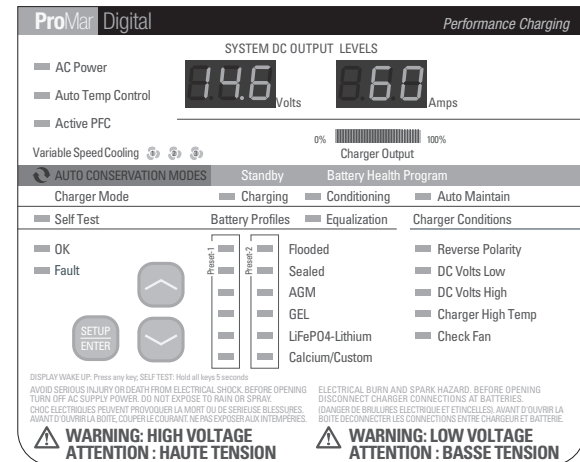 ProMar Digital
Performance Charging
SYSTEM DC OUTPUT LEVELS
AC Power
Auto Temp Control
Active PFC
14.6 Volts
60 Amps
0% 100%
Charger Output
Variable Speed Cooling 1 2 3
AUTO CONSERVATION MODES Standby Battery Health Program
Charger Mode Charging Conditioning Auto Maintain
Self Test Battery Profiles Equalization Charger Conditions
OK
Fault
Preset-1
Preset-2
Flooded
Sealed
AGM
GEL
LiFePO4-Lithium
Calcium/Custom
Reverse Polarity
DC Volts Low
DC Volts High
Charger High Temp
Check Fan
SETUP
ENTER
DISPLAY WAKE UP: Press any key; SELF TEST: Hold all keys 5 seconds
AVOID SERIOUS INJURY OR DEATH FROM ELECTRICAL SHOCK. BEFORE OPENING
TURN OFF AC SUPPLY POWER. DO NOT EXPOSE TO RAIN OR SPRAY.
CHOC ELECTRIQUES PEUVENT PROVOQUER LA MORT OU DE SERIEUSE BLESSURES.
AVANT D'OUVRIR LA BOITE, COUPER LE COURANT. NE PAS EXPOSER AUX INTEMPÉRIES.
ELECTRICAL BURN AND SPARK HAZARD. BEFORE OPENING
DISCONNECT CHARGER CONNECTIONS AT BATTERIES.
(DANGER DE BRULURES ELECTRIQUE ET ETINCELLES). AVANT D'OUVRIR LA
BOITE DECONNECTER LES CONNECTIONS ENTRE CHARGEUR ET BATTERIE.
WARNING: HIGH VOLTAGE
ATTENTION : HAUTE TENSION
WARNING: LOW VOLTAGE
ATTENTION : BASSE TENSION